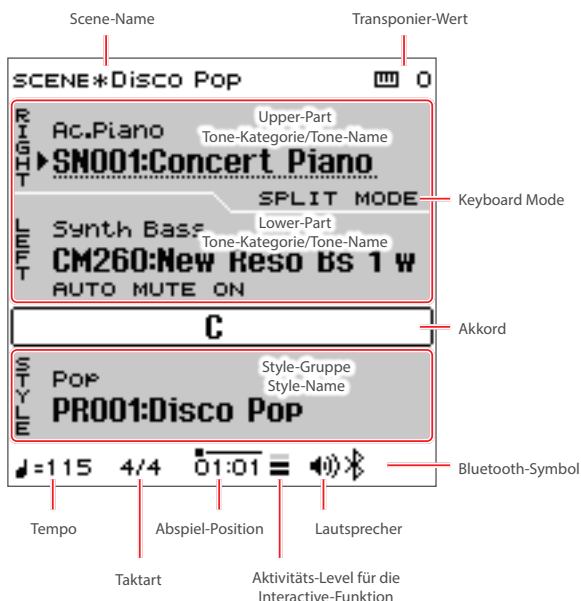 Scene-Name
Transponier-Wert
SCENE*Disco Pop 0
RIGHT
Ac.Piano
Upper-Part
Tone-Kategorie/Tone-Name
SN001:Concert Piano
SPLIT MODE
Keyboard Mode
LEFT
Synth Bass
Lower-Part
Tone-Kategorie/Tone-Name
CM260:New Reso Bs 1 w
AUTO MUTE ON
C
Akkord
STYLE
Pop
Style-Gruppe
Style-Name
PR001:Disco Pop
♩=115 4/4 01:01
Bluetooth-Symbol
Tempo
Abspiel-Position
Lautsprecher
Taktart
Aktivitäts-Level für die
Interactive-Funktion